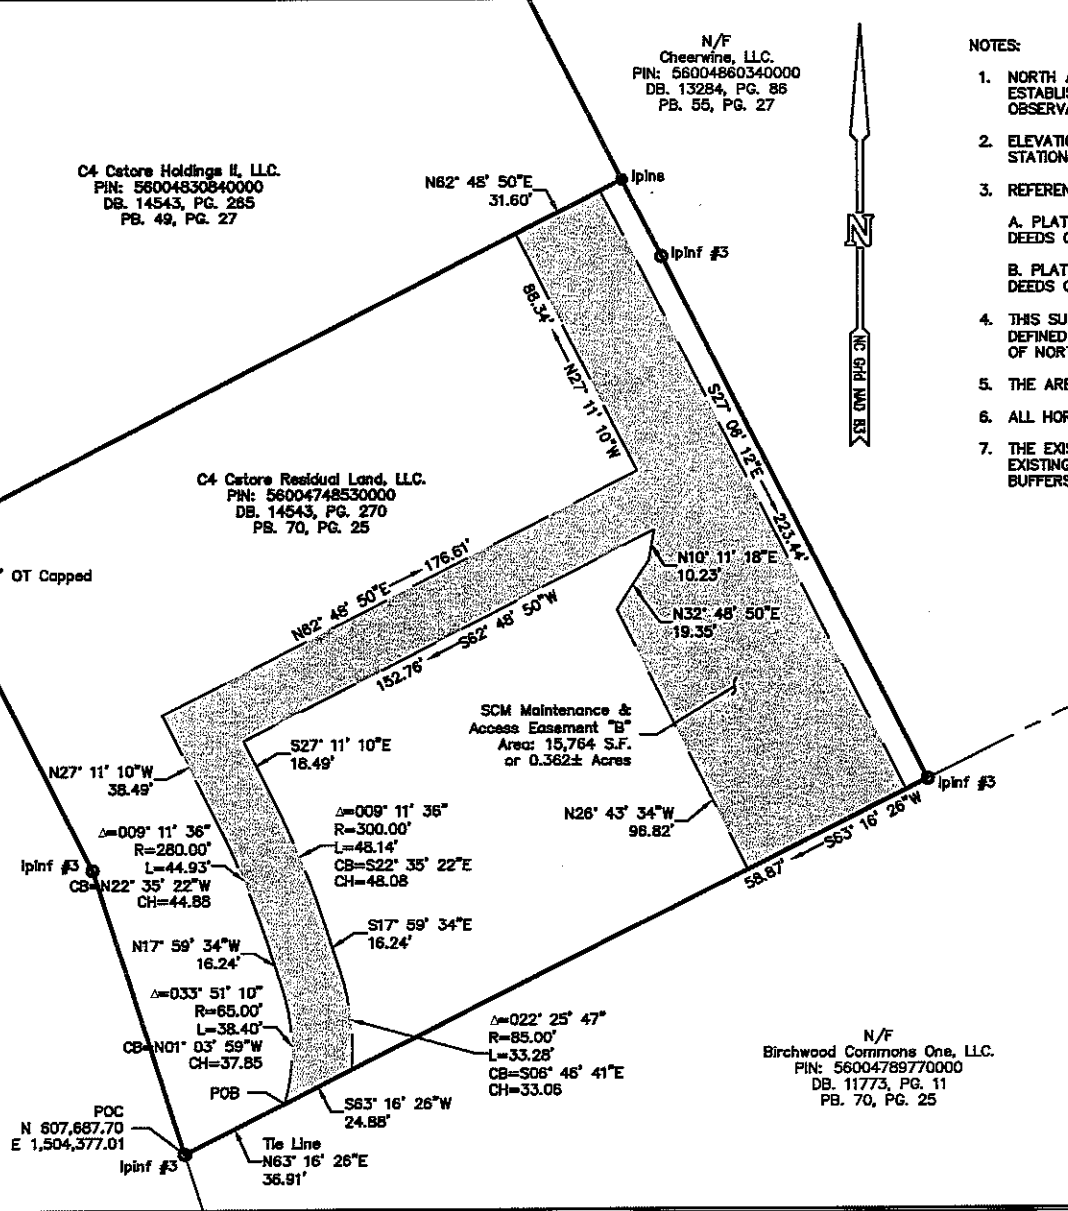 N/F
Cheerwine, LLC.
PIN: 56004860340000
DB. 13284, PG. 86
PB. 55, PG. 27
NOTES:
1. NORTH
ESTABLIS
OBSERVA
2. ELEVATI
STATION
3. REFEREN
A. PLAT
DEEDS
B. PLAT
DEEDS
4. THIS SU
DEFINED
OF NORT
5. THE ARE
6. ALL HOR
7. THE EXIS
EXISTING
BUFFERS
C4 Cstore Holdings II, LLC.
PIN: 56004830840000
DB. 14543, PG. 265
PB. 49, PG. 27
N62° 48' 50"E
31.60'
Ipins
Ipinf #3
N
NC Grid NAD 83
88.34'
N27° 11' 10"W
S27° 06' 12"E
223.44'
C4 Cstore Residual Land, LLC.
PIN: 56004748530000
DB. 14543, PG. 270
PB. 70, PG. 25
' OT Capped
N62° 48' 50"E
176.61'
N10° 11' 18"E
10.23'
152.76'
S62° 48' 50"W
N32° 48' 50"E
19.35'
SCM Maintenance &
Access Easement "B"
Area: 15,764 S.F.
or 0.362± Acres
S27° 11' 10"E
18.49'
N27° 11' 10"W
38.49'
N26° 43' 34"W
96.82'
Ipinf #3
58.87'
S63° 16' 26"W
Δ=009° 11' 36"
R=280.00'
L=44.93'
CB=N22° 35' 22"W
CH=44.88
Ipinf #3
Δ=009° 11' 36"
R=300.00'
L=48.14'
CB=S22° 35' 22"E
CH=48.08
N17° 59' 34"W
16.24'
S17° 59' 34"E
16.24'
Δ=033° 51' 10"
R=65.00'
L=38.40'
CB=N01° 03' 59"W
CH=37.85
Δ=022° 25' 47"
R=85.00'
L=33.28'
CB=S06° 46' 41"E
CH=33.06
N/F
Birchwood Commons One, LLC.
PIN: 56004789770000
DB. 11773, PG. 11
PB. 70, PG. 25
POB
S63° 16' 26"W
24.88'
POC
N 607,687.70
E 1,504,377.01
Ipinf #3
Tie Line
N63° 16' 26"E
36.91'